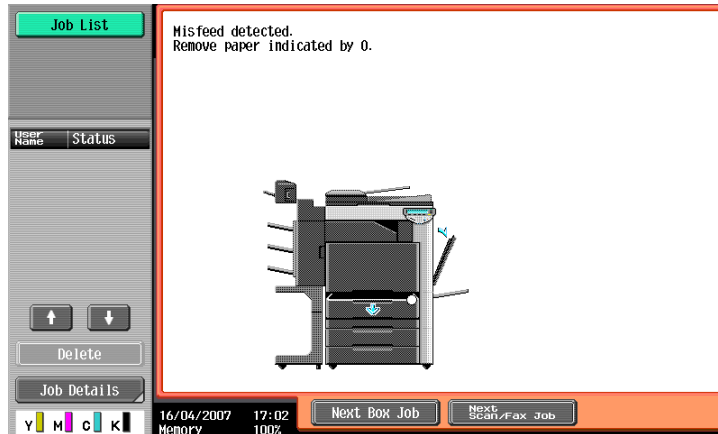 Job List
Misfeed detected.
Remove paper indicated by O.
User Name
Status
Delete
Job Details
Y M C K
16/04/2007 17:02
Memory 100%
Next Box Job
Next Scan/Fax Job